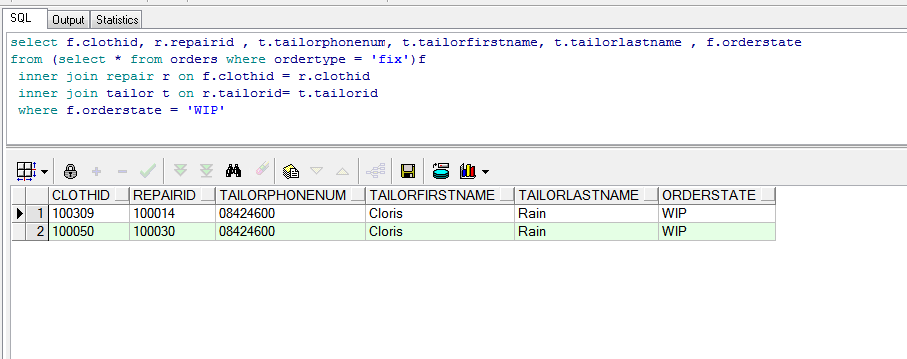 SQL Output Statistics
select f.clothid, r.repairid , t.tailorphonenum, t.tailorfirstname, t.tailorlastname , f.orderstate
from (select * from orders where ordertype = 'fix')f
inner join repair r on f.clothid = r.clothid
inner join tailor t on r.tailorid= t.tailorid
where f.orderstate = 'WIP'
CLOTHID REPAIRID TAILORPHONENUM TAILORFIRSTNAME TAILORLASTNAME ORDERSTATE
1 100309 100014 08424600 Cloris Rain WIP
2 100050 100030 08424600 Cloris Rain WIP